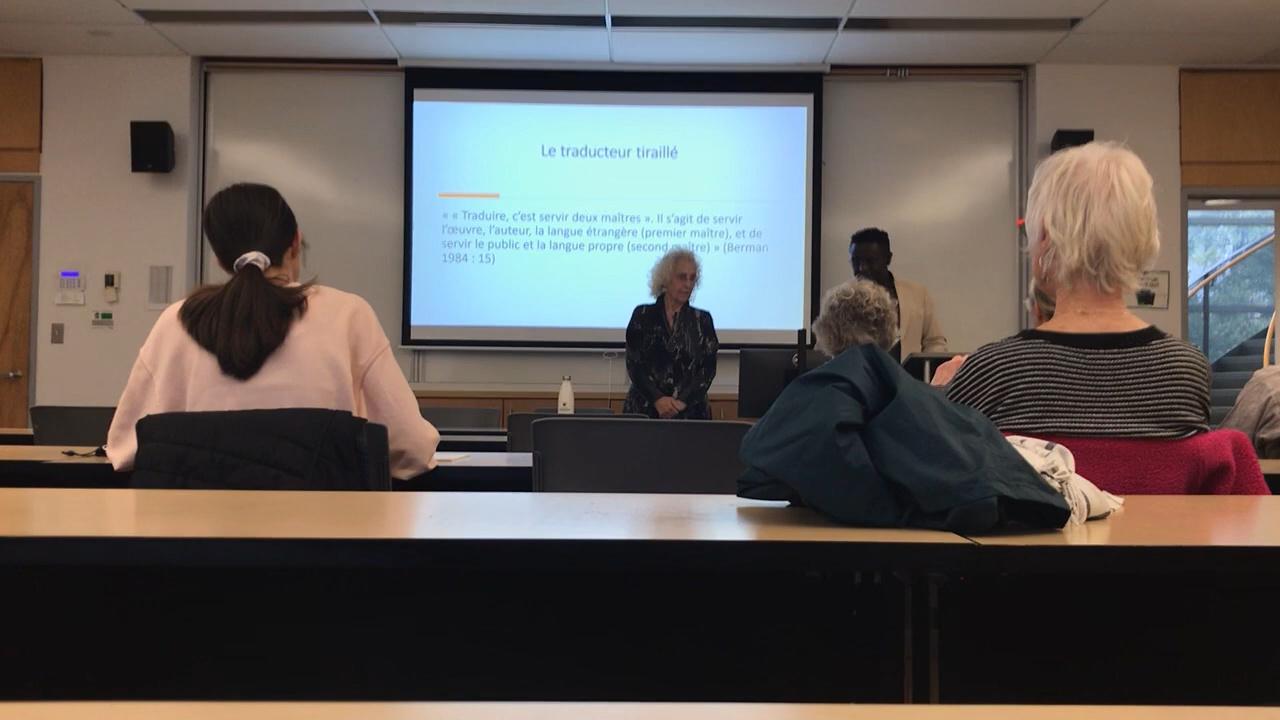 Le traducteur tiraillé
« « Traduire, c'est servir deux maîtres ». Il s'agit de servir
l'œuvre, l'auteur, la langue étrangère (premier maître), et de
servir le public et la langue propre (second maître) » (Berman
1984 : 15)